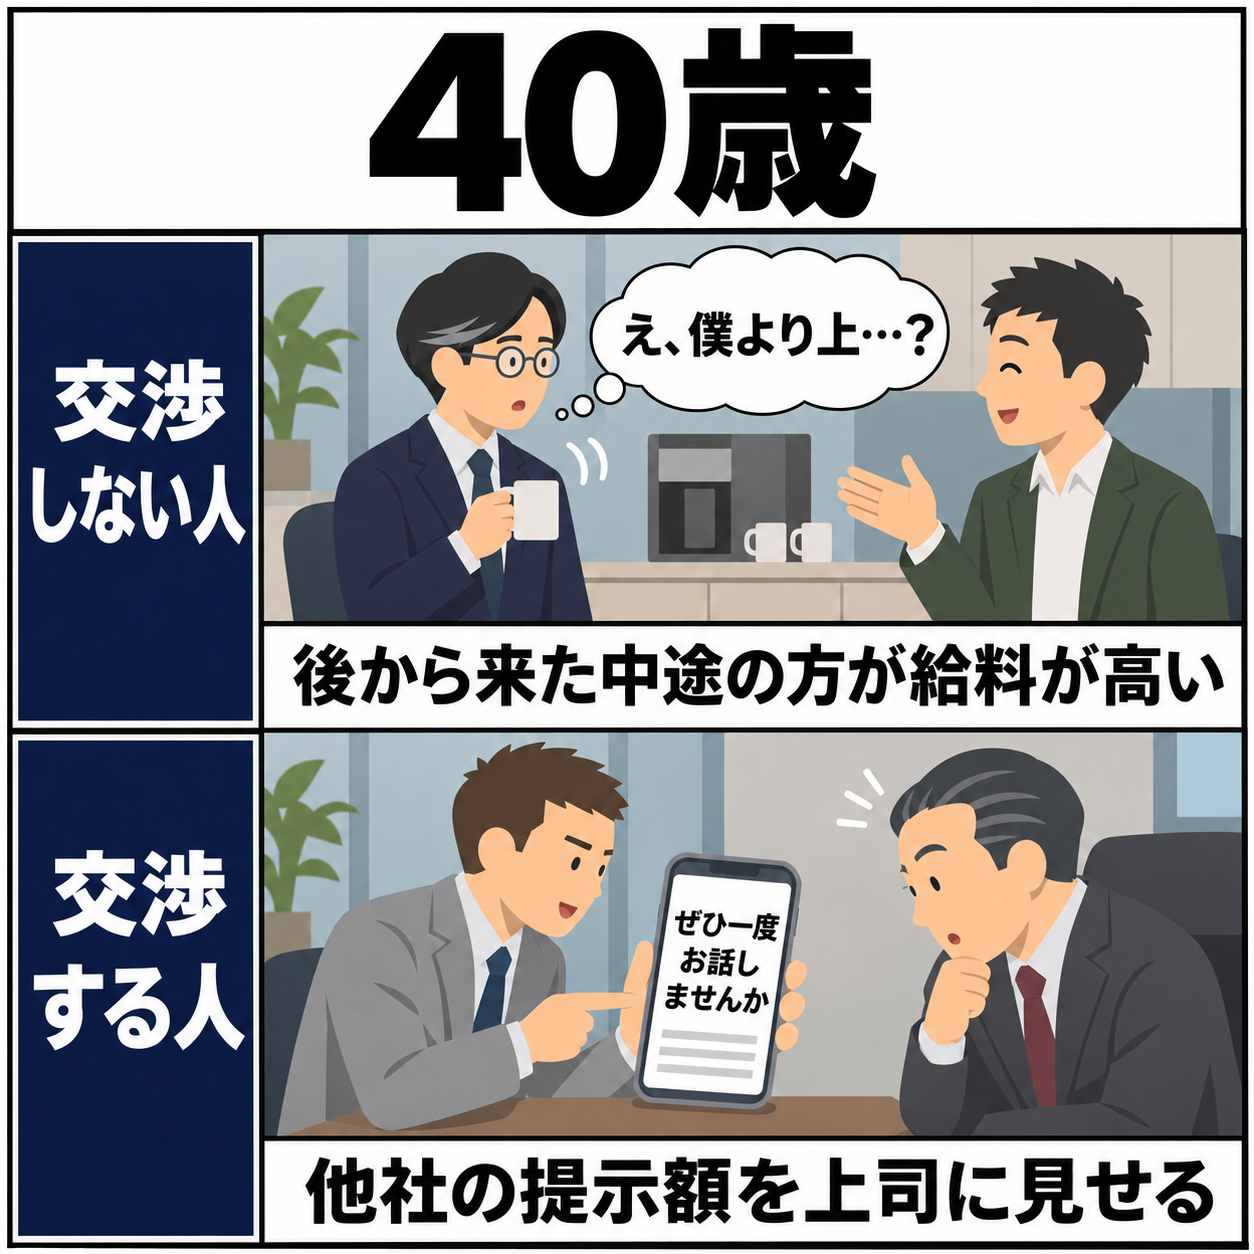 40歳
交渉
しない人
え、僕より上…?
後から来た中途の方が給料が高い
交渉
する人
ぜひ一度
お話し
ませんか
他社の提示額を上司に見せる